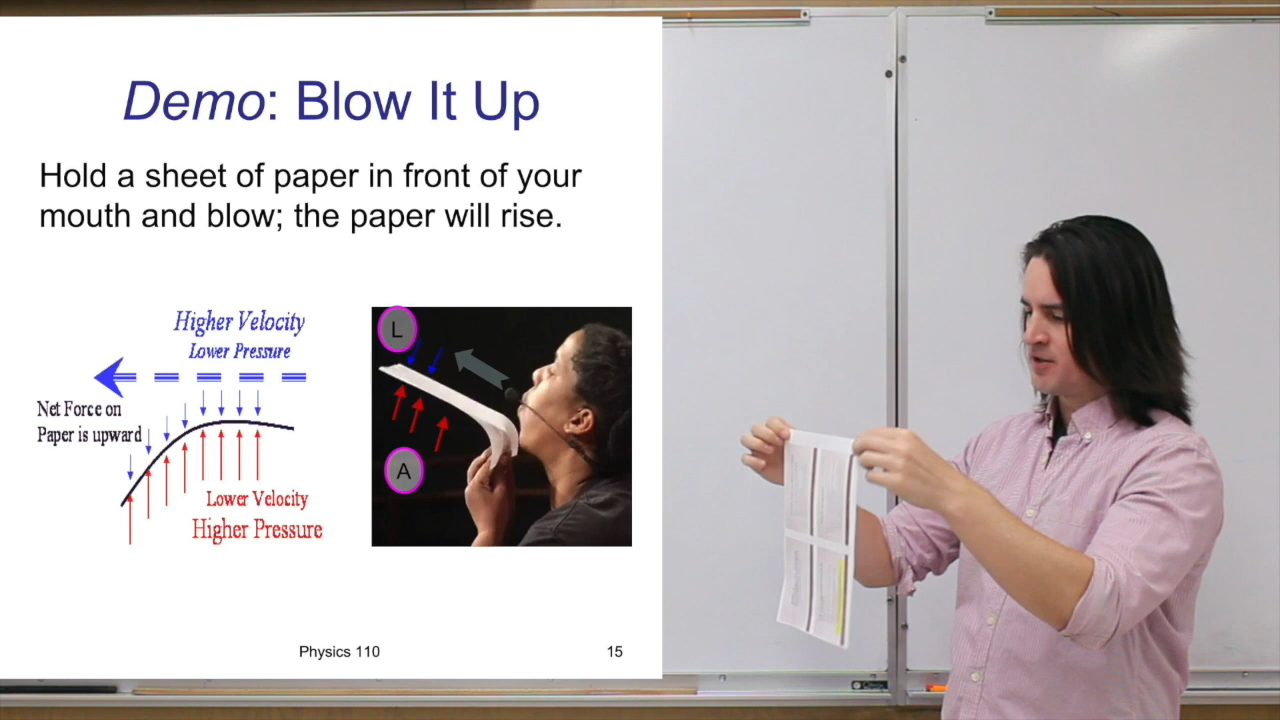 Demo: Blow It Up
Hold a sheet of paper in front of your
mouth and blow; the paper will rise.
Higher Velocity
Lower Pressure
Net Force on
Paper is upward
Lower Velocity
Higher Pressure
L
A
Physics 110
15